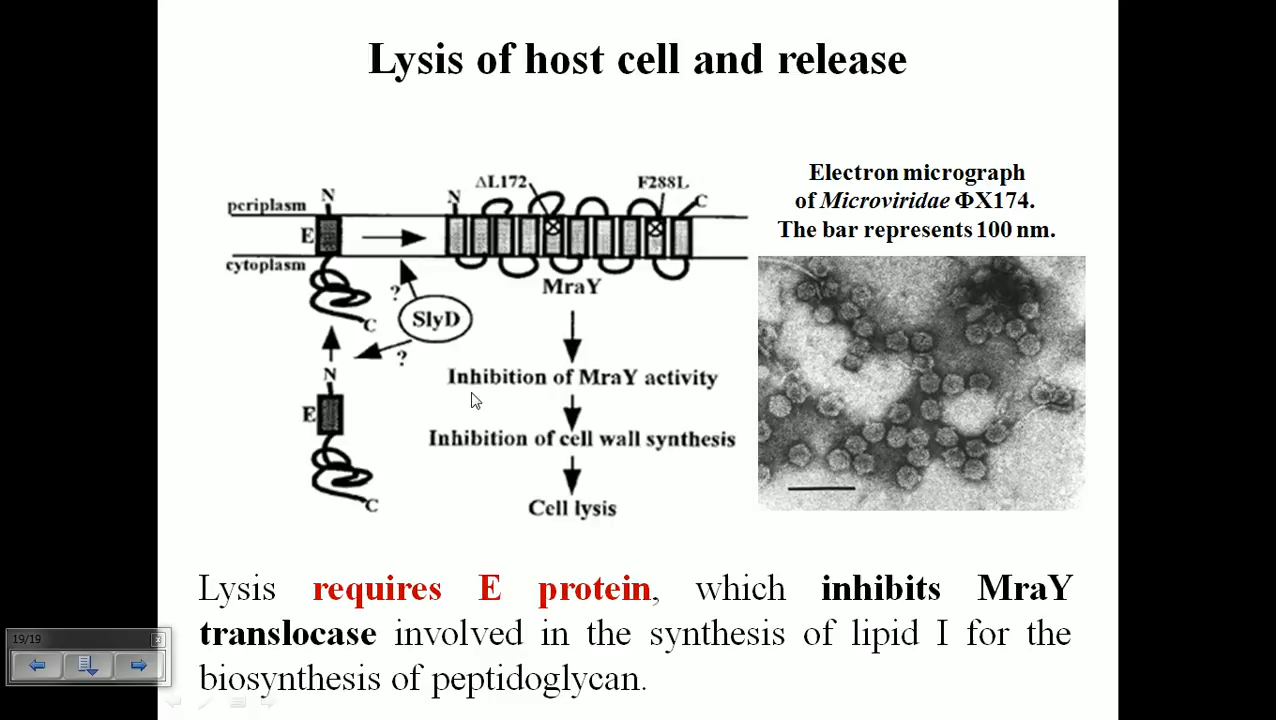 Lysis of host cell and release
Electron micrograph
of Microviridae ΦX174.
The bar represents 100 nm.
N
periplasm
E
cytoplasm
C
N
ΔL172
F288L
C
MraY
?
SlyD
?
N
E
C
Inhibition of MraY activity
Inhibition of cell wall synthesis
Cell lysis
Lysis requires E protein, which inhibits MraY
translocase involved in the synthesis of lipid I for the
biosynthesis of peptidoglycan.
19/19